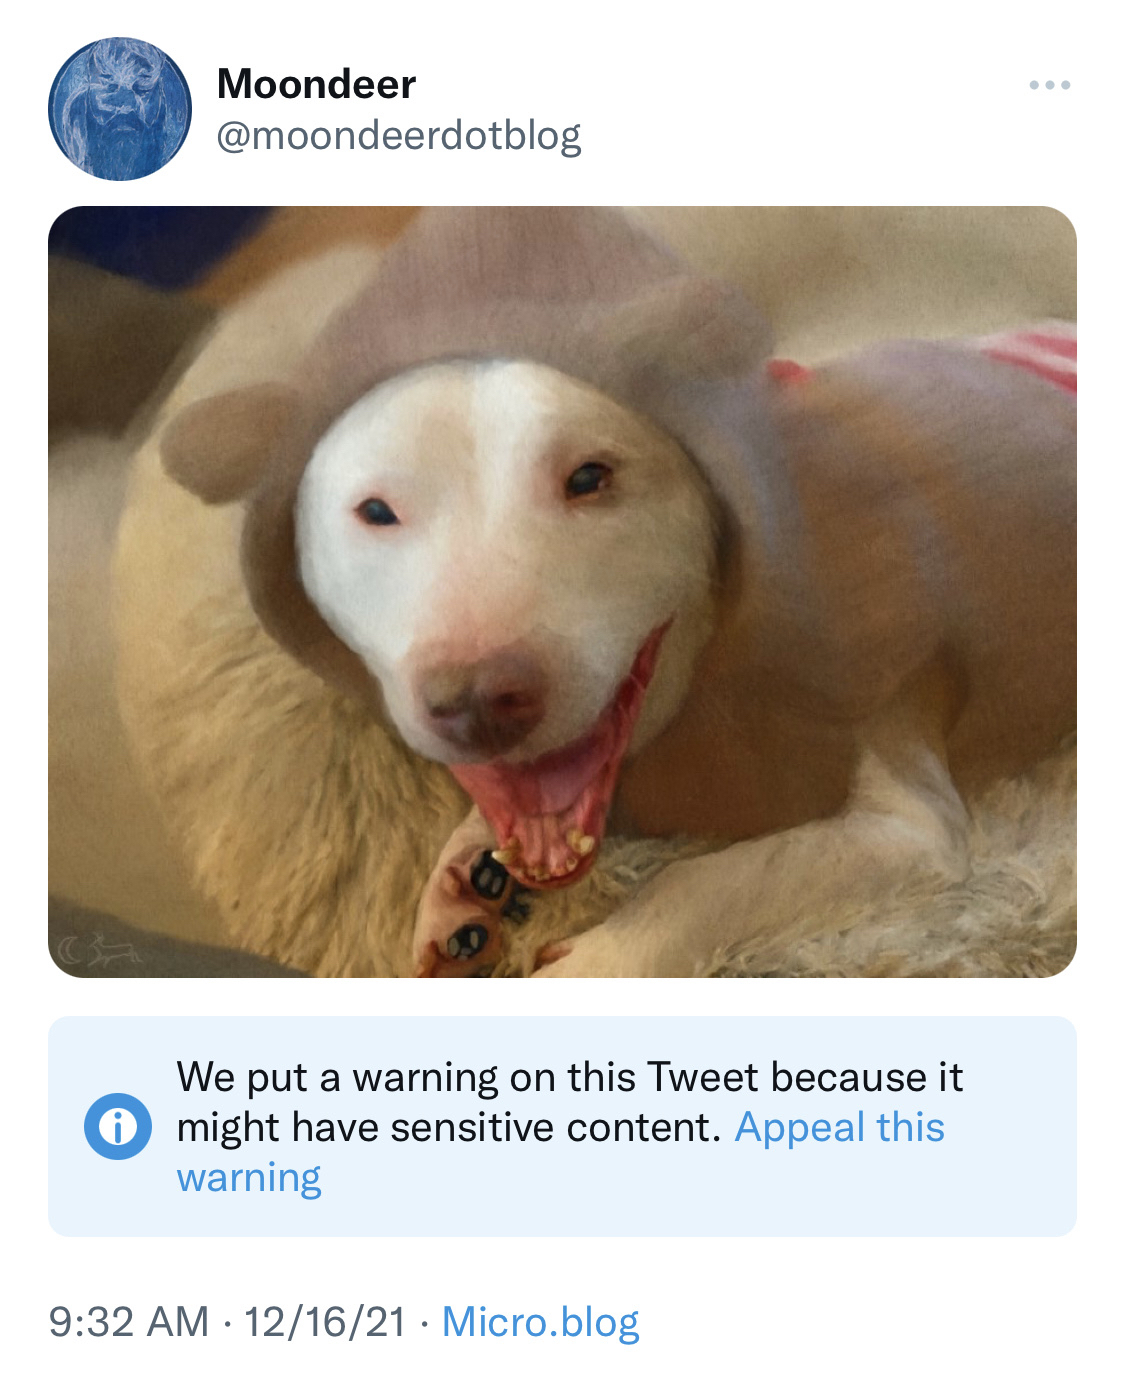 Moondeer
@moondeerdotblog
We put a warning on this Tweet because it
might have sensitive content. Appeal this
warning
9:32 AM · 12/16/21 · Micro.blog